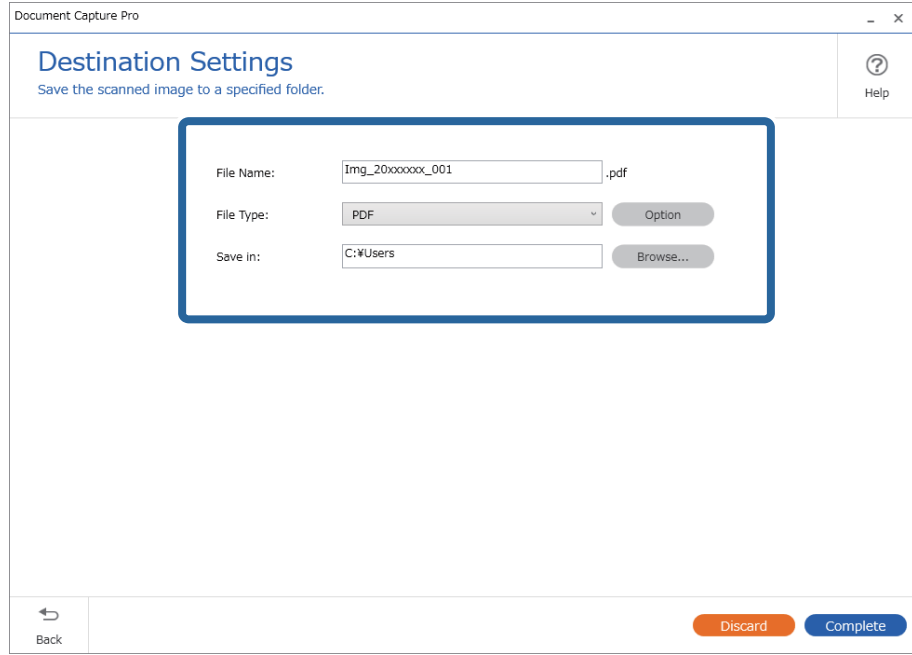 Document Capture Pro
Destination Settings
Save the scanned image to a specified folder.
Help
File Name:
Img_20xxxxxx_001
.pdf
File Type:
PDF
Option
Save in:
C:¥Users
Browse...
Back
Discard
Complete